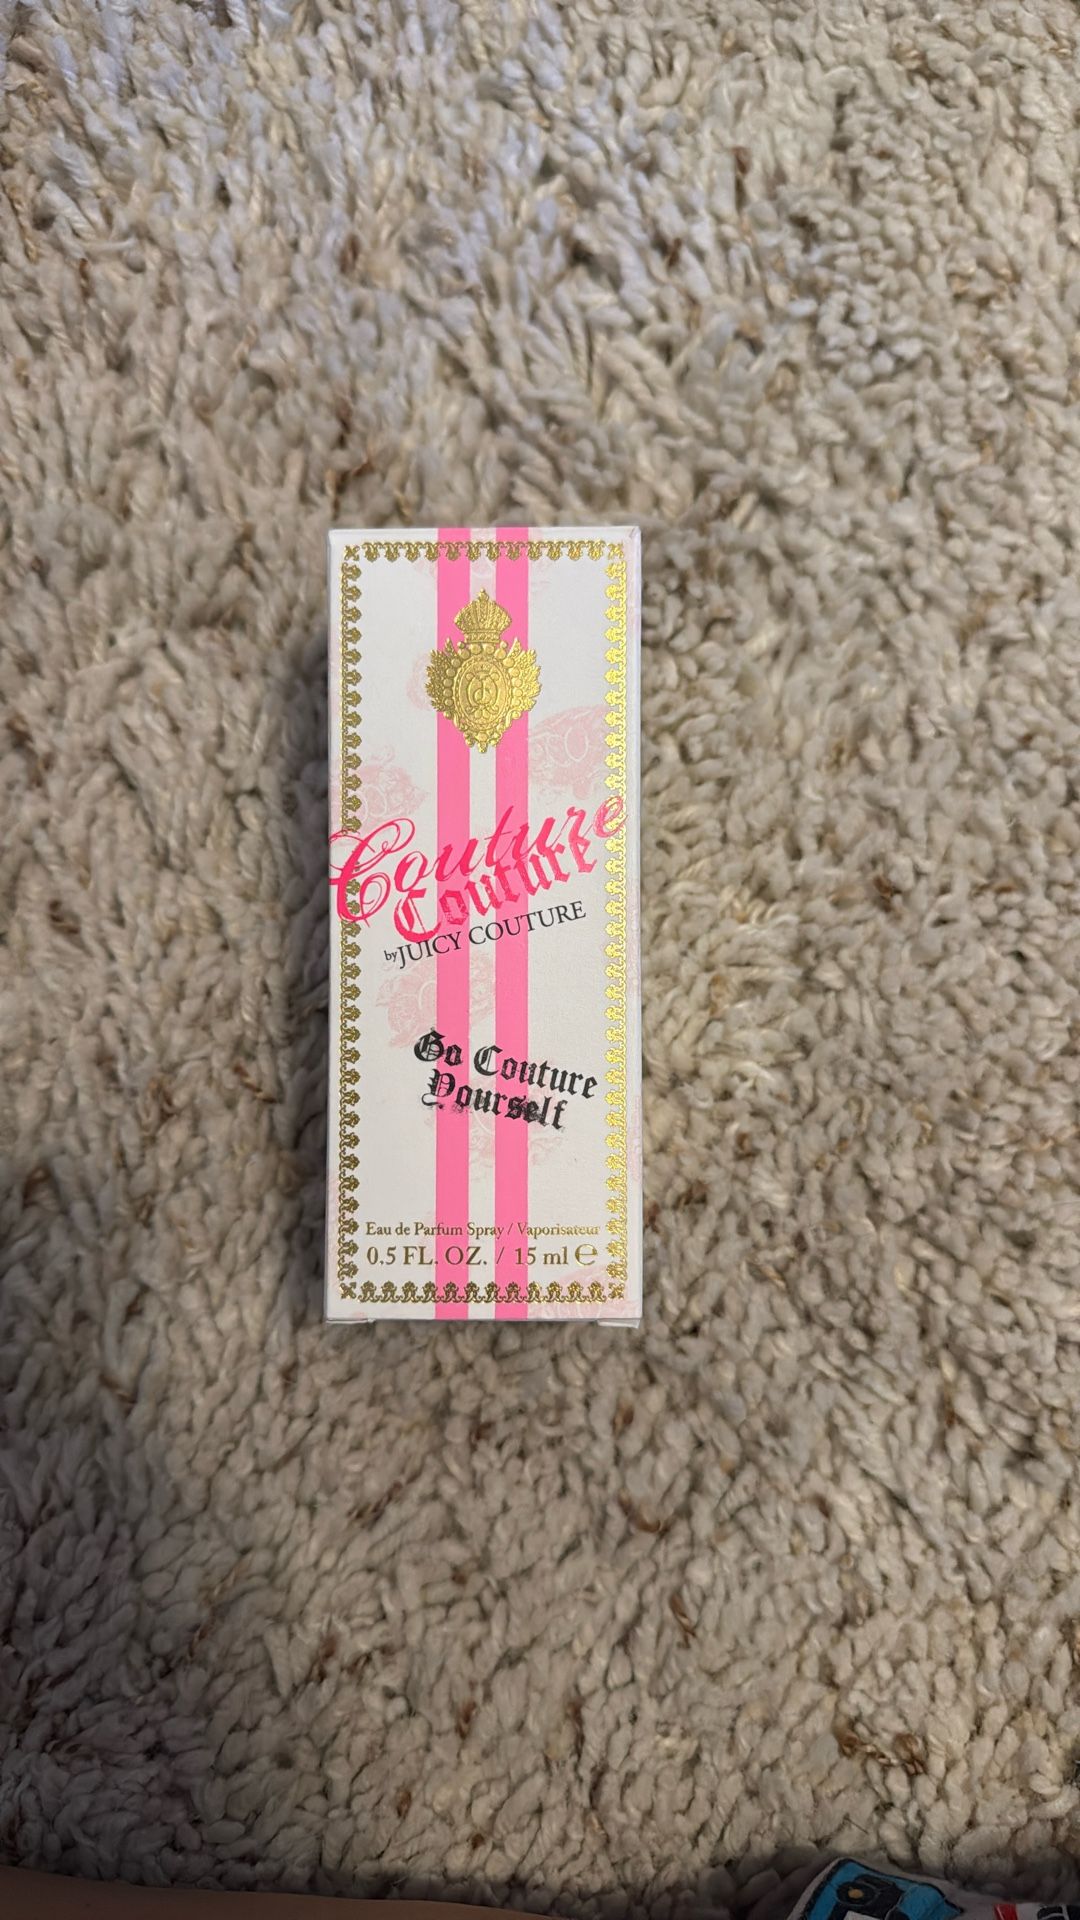 Couture
Couture
by JUICY COUTURE
Go Couture
Yourself
Eau de Parfum Spray / Vaporisateur
0.5 FL. OZ. / 15 ml ℮